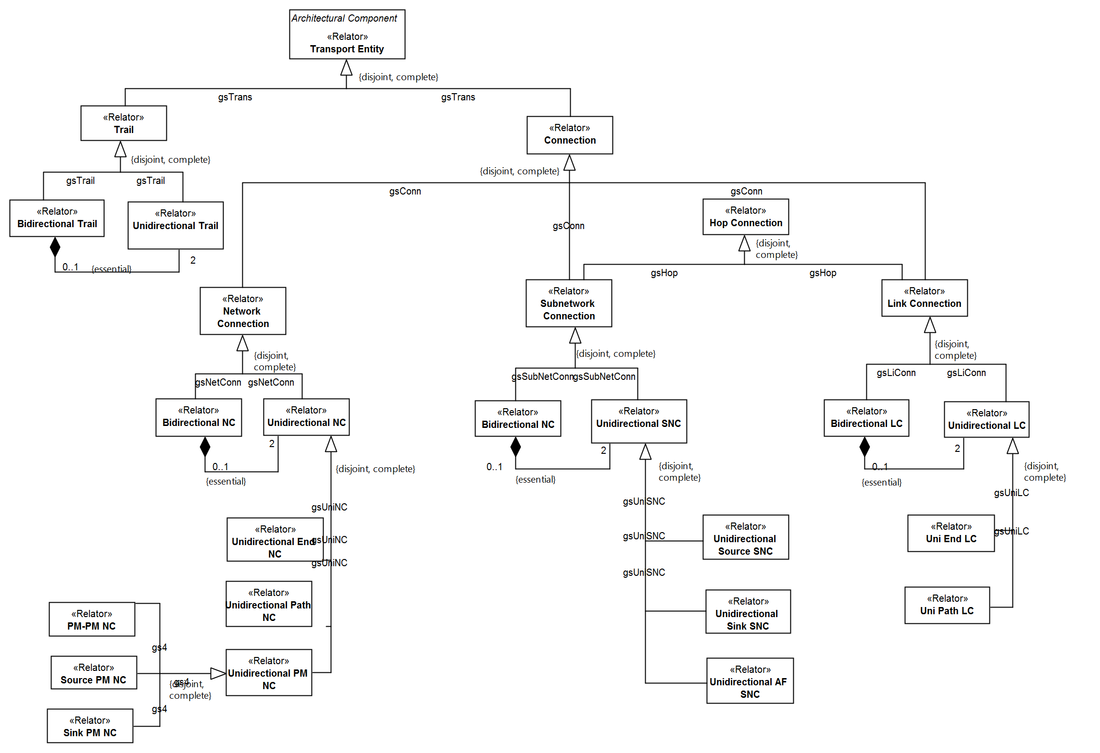 Architectural Component
«Relator»
Transport Entity
{disjoint, complete}
gsTrans
gsTrans
«Relator»
Trail
«Relator»
Connection
{disjoint, complete}
{disjoint, complete}
gsTrail
gsTrail
gsConn
gsConn
gsConn
«Relator»
Bidirectional Trail
«Relator»
Unidirectional Trail
«Relator»
Hop Connection
{disjoint,
complete}
0..1
{essential}
2
gsHop
gsHop
«Relator»
Network
Connection
«Relator»
Subnetwork
Connection
«Relator»
Link Connection
{disjoint,
complete}
{disjoint, complete}
{disjoint,
complete}
gsNetConn
gsNetConn
gsSubNetConn
gsSubNetConn
gsLiConn
gsLiConn
«Relator»
Bidirectional NC
«Relator»
Unidirectional NC
«Relator»
Bidirectional NC
«Relator»
Unidirectional SNC
«Relator»
Bidirectional LC
«Relator»
Unidirectional LC
2
0..1
{essential}
{disjoint, complete}
2
0..1
{essential}
{disjoint,
complete}
2
0..1
{essential}
{disjoint,
complete}
gsUniNC
gsUniNC
gsUniNC
gsUniSNC
gsUniSNC
gsUniSNC
gsUniLC
gsUniLC
«Relator»
Unidirectional End
NC
«Relator»
Unidirectional
Source SNC
«Relator»
Uni End LC
«Relator»
Unidirectional Path
NC
«Relator»
Unidirectional
Sink SNC
«Relator»
Uni Path LC
«Relator»
PM-PM NC
gs4
«Relator»
Source PM NC
gs4
{disjoint,
complete}
«Relator»
Unidirectional PM
NC
«Relator»
Unidirectional AF
SNC
gs4
«Relator»
Sink PM NC